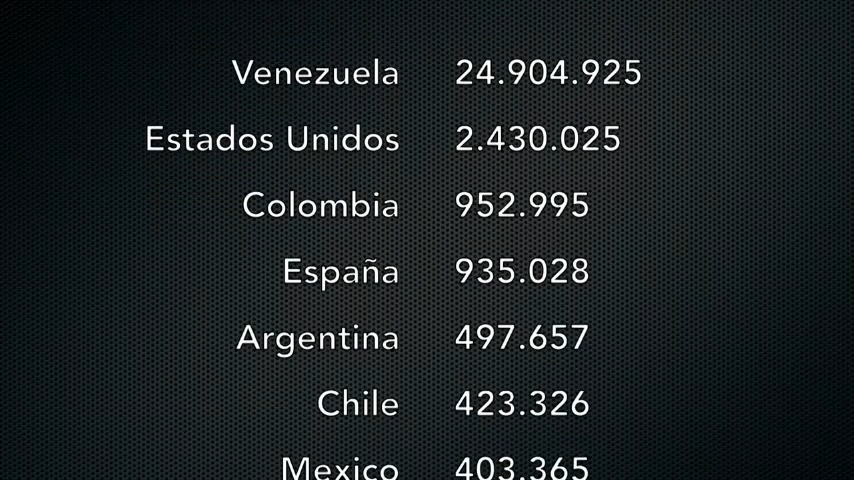 Venezuela 24.904.925
Estados Unidos 2.430.025
Colombia 952.995
España 935.028
Argentina 497.657
Chile 423.326
Mexico 403.365